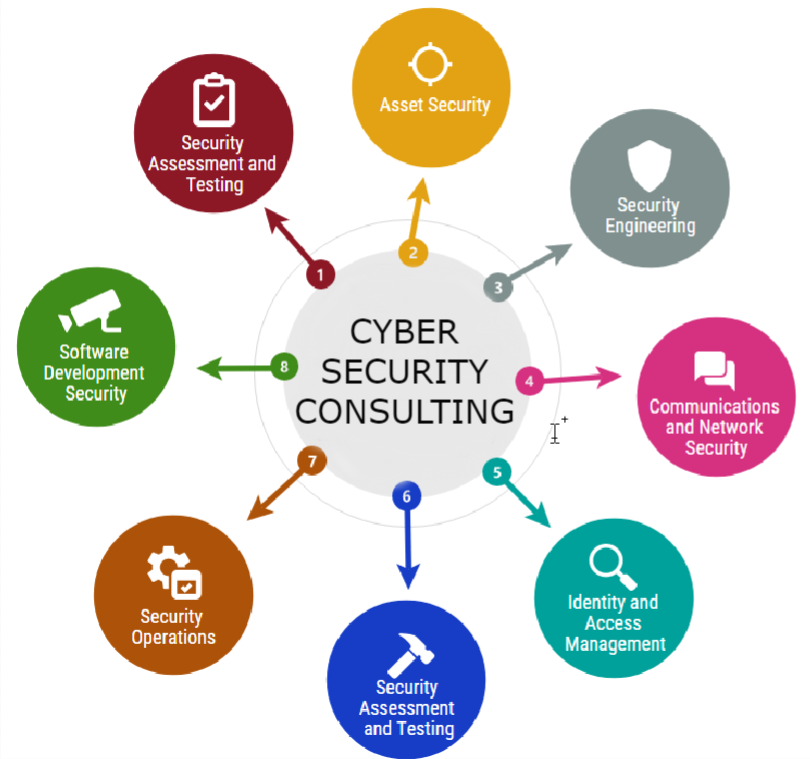 CYBER
SECURITY
CONSULTING
1
Security
Assessment and
Testing
2
Asset Security
3
Security
Engineering
4
Communications
and Network
Security
5
Identity and
Access
Management
6
Security
Assessment
and Testing
7
Security
Operations
8
Software
Development
Security